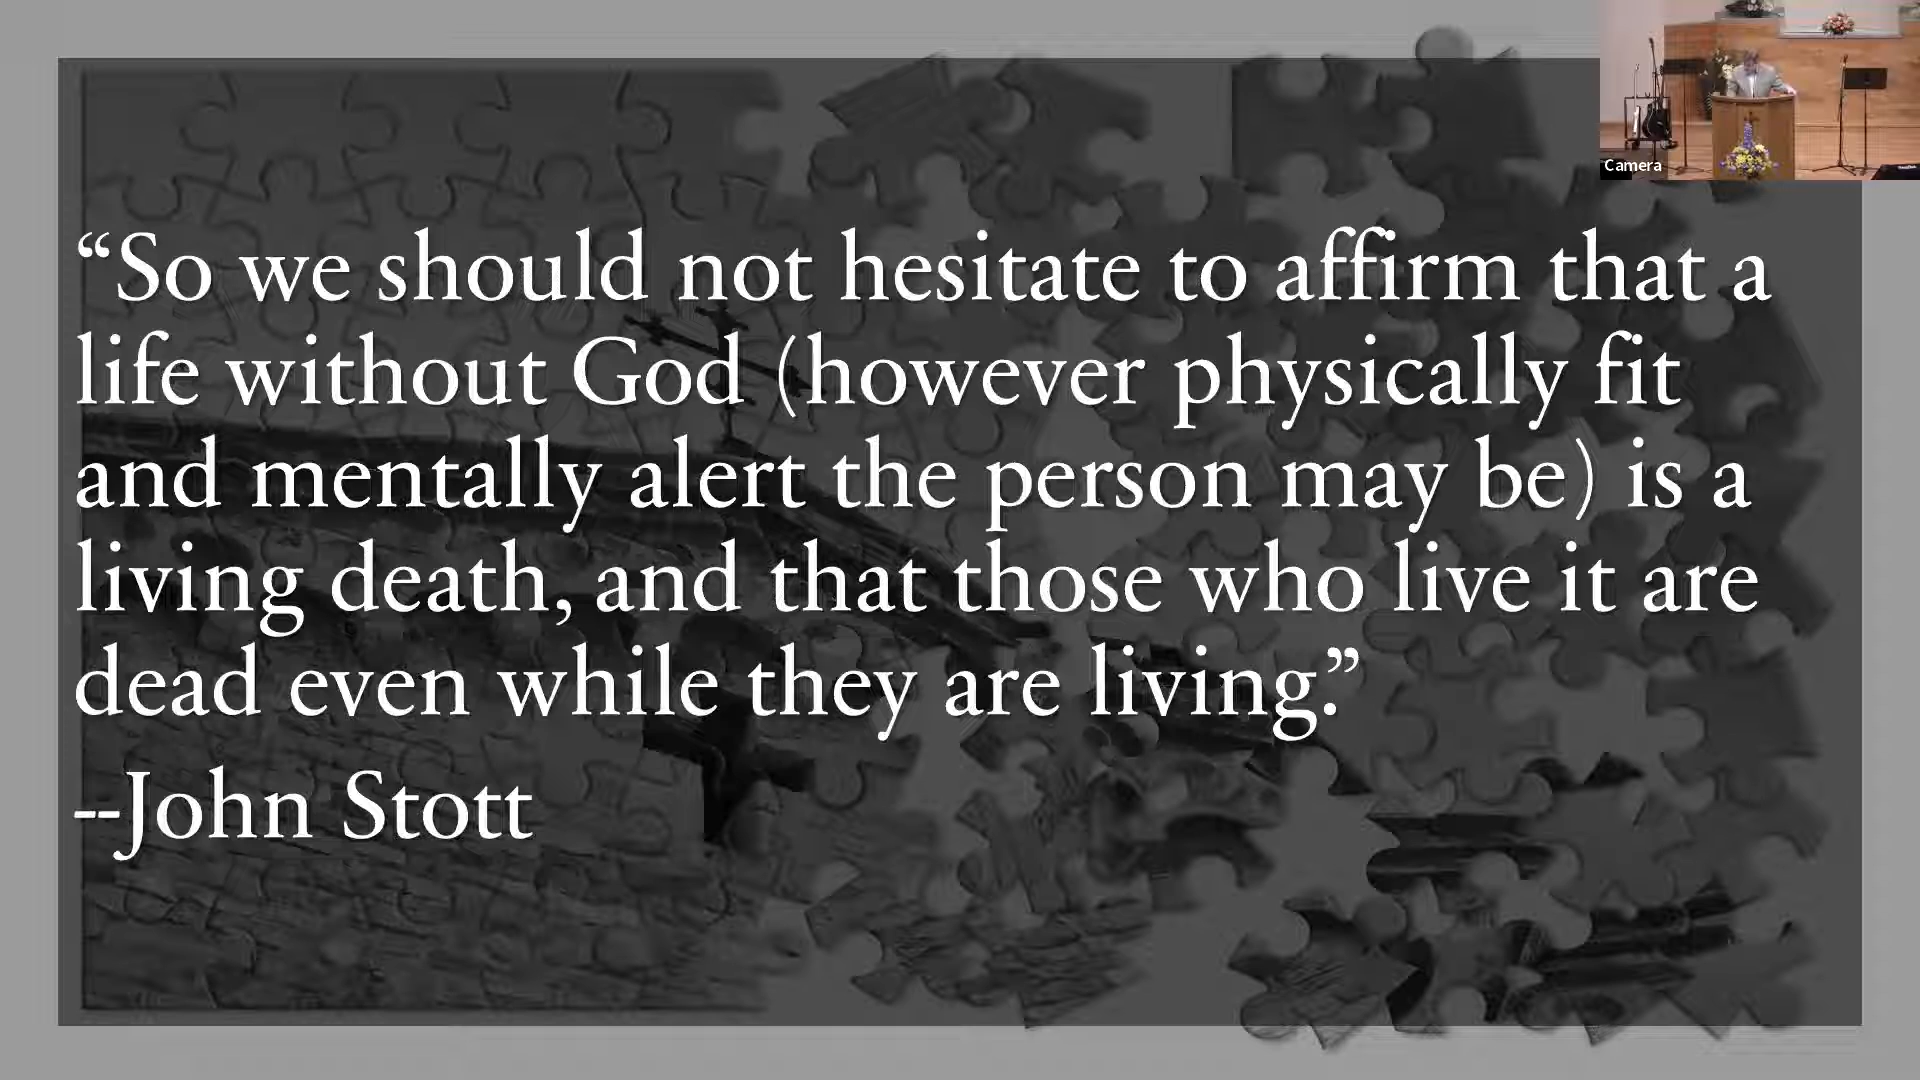 Camera
“So we should not hesitate to affirm that a
life without God (however physically fit
and mentally alert the person may be) is a
living death, and that those who live it are
dead even while they are living.”
--John Stott